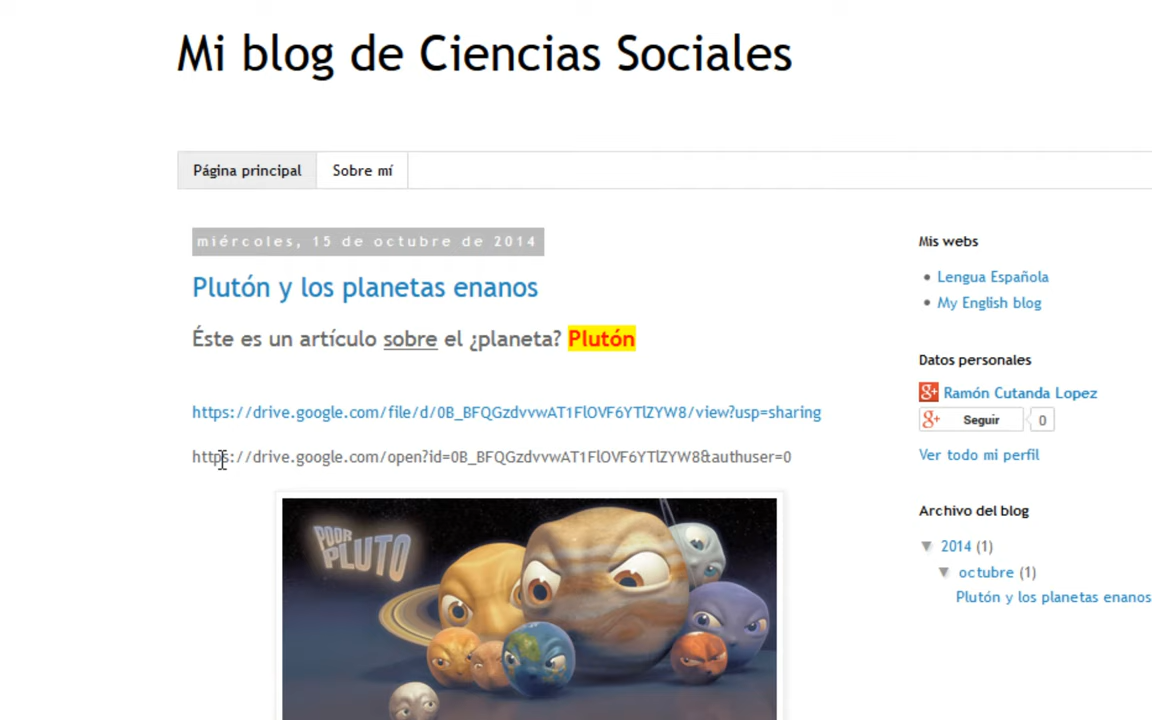 Mi blog de Ciencias Sociales
Página principal
Sobre mí
miércoles, 15 de octubre de 2014
Plutón y los planetas enanos
Éste es un artículo sobre el ¿planeta? Plutón
https://drive.google.com/file/d/0B_BFQGzdvvwAT1FlOVF6YTlZYW8/view?usp=sharing
https://drive.google.com/open?id=0B_BFQGzdvvwAT1FlOVF6YTlZYW8&authuser=0
POOR
PLUTO
Mis webs
Lengua Española
My English blog
Datos personales
g+ Ramón Cutanda Lopez
g+ Seguir 0
Ver todo mi perfil
Archivo del blog
▼ 2014 (1)
▼ octubre (1)
Plutón y los planetas enanos